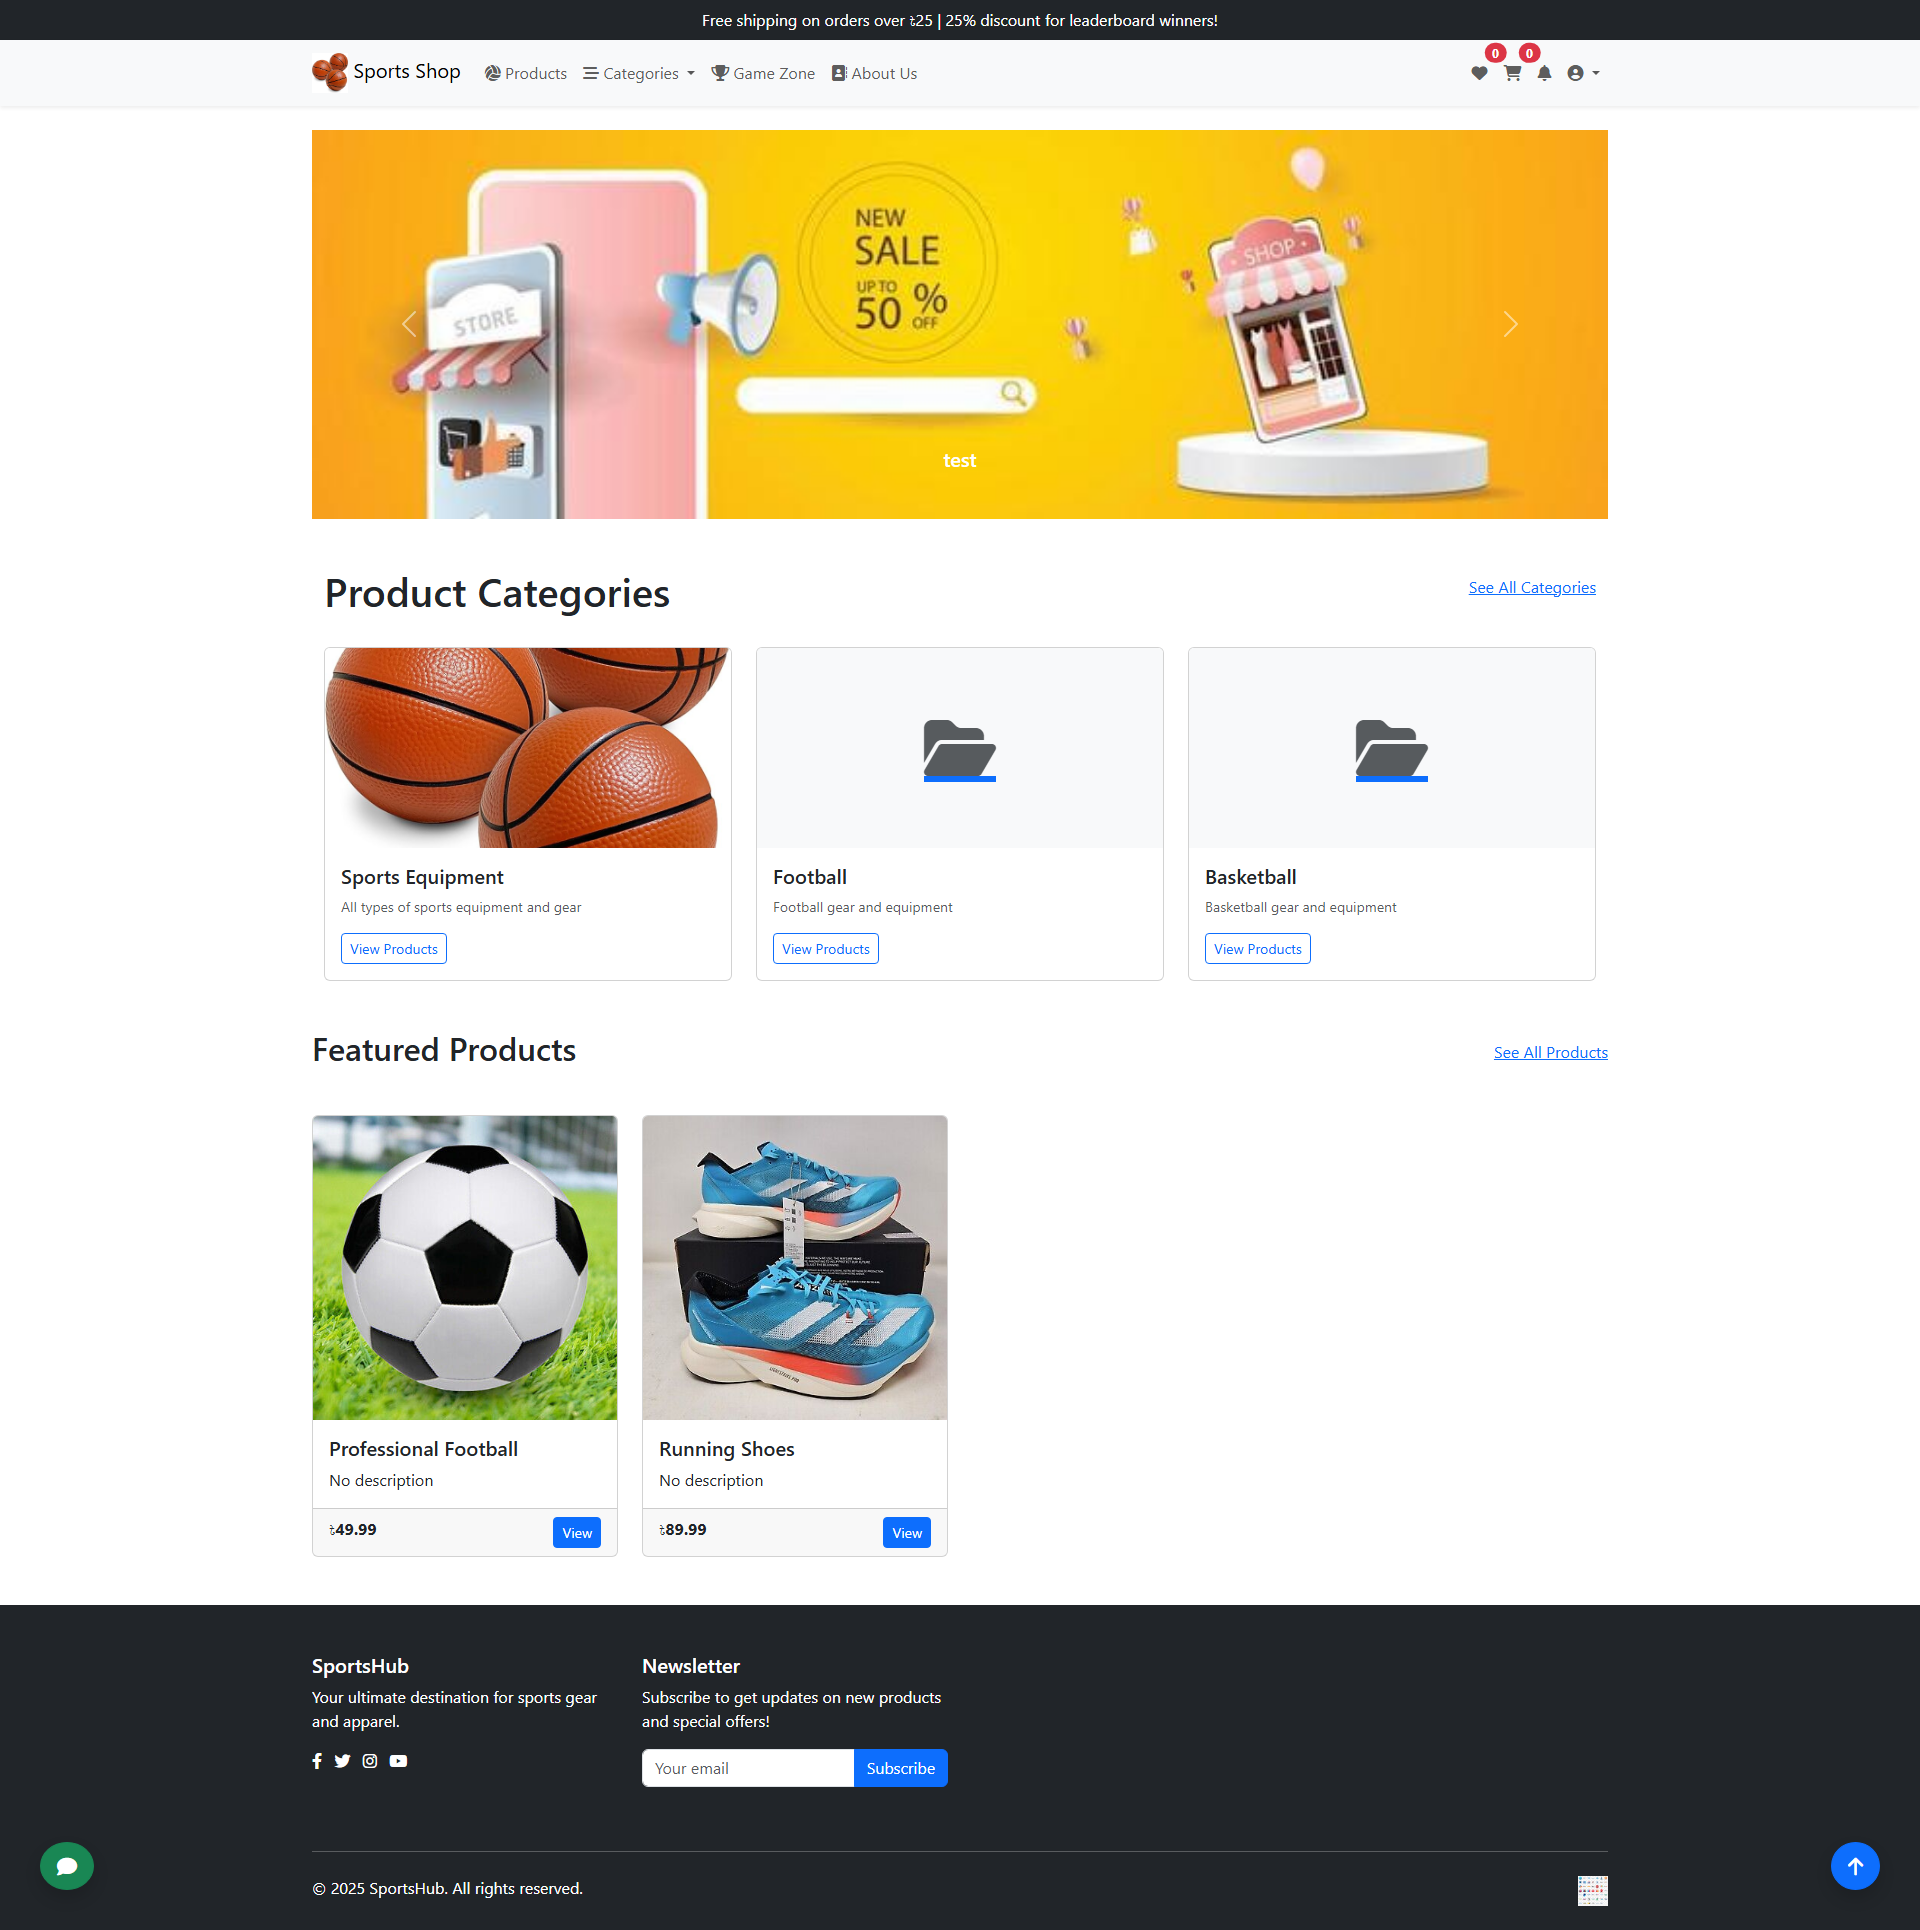 Free shipping on orders over ৳25 | 25% discount for leaderboard winners!
Sports Shop
Products
Categories
Game Zone
About Us
0
0
NEW
SALE
UP TO
50 %
OFF
STORE
SHOP
test
Product Categories
See All Categories
Sports Equipment
All types of sports equipment and gear
View Products
Football
Football gear and equipment
View Products
Basketball
Basketball gear and equipment
View Products
Featured Products
See All Products
Professional Football
No description
৳49.99
View
Running Shoes
No description
৳89.99
View
SportsHub
Your ultimate destination for sports gear
and apparel.
Newsletter
Subscribe to get updates on new products
and special offers!
Your email
Subscribe
© 2025 SportsHub. All rights reserved.